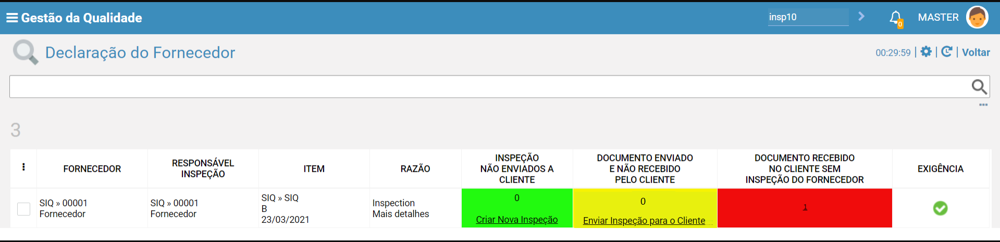 Gestão da Qualidade
insp10
0
MASTER
Declaração do Fornecedor
00:29:59 | | | Voltar
3
FORNECEDOR
RESPONSÁVEL
INSPEÇÃO
ITEM
RAZÃO
INSPEÇÃO
NÃO ENVIADOS A
CLIENTE
DOCUMENTO ENVIADO
E NÃO RECEBIDO
PELO CLIENTE
DOCUMENTO RECEBIDO
NO CLIENTE SEM
INSPEÇÃO DO FORNECEDOR
EXIGÊNCIA
SIQ » 00001
Fornecedor
SIQ » 00001
Fornecedor
SIQ » SIQ
B
23/03/2021
Inspection
Mais detalhes
0
Criar Nova Inspeção
0
Enviar Inspeção para o Cliente
1